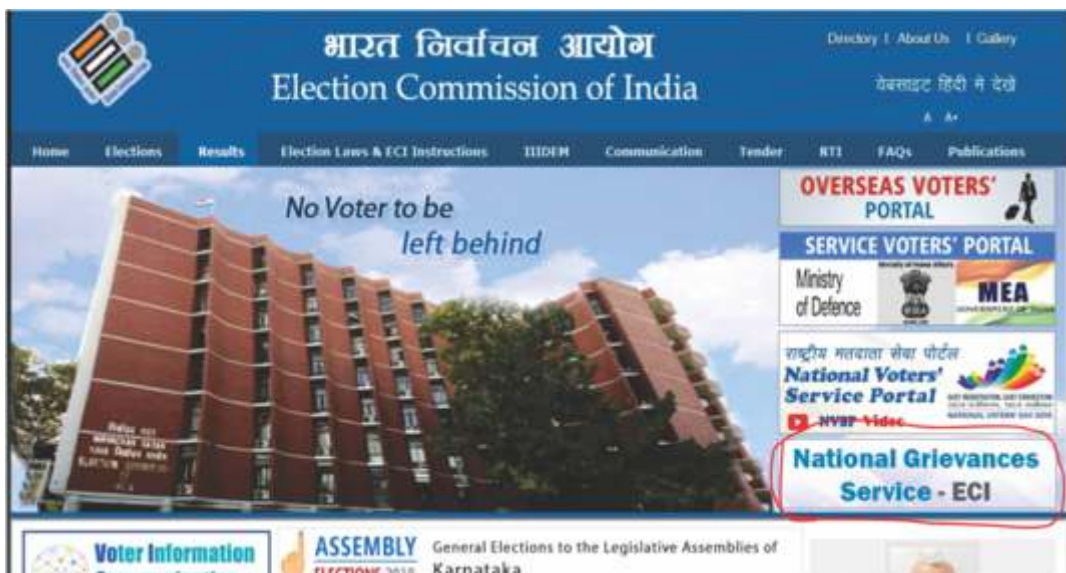 भारत निर्वाचन आयोग
Election Commission of India
Directory I About Us I Gallery
वेबसाइट हिंदी मे देखे
A A+
Home Elections Results Election Laws & ECI Instructions IIIDEM Communication Tender RTI FAQs Publications
No Voter to be
left behind
OVERSEAS VOTERS'
PORTAL
SERVICE VOTERS' PORTAL
Ministry
of Defence
MEA
राष्ट्रीय मतदाता सेवा पोर्टल
National Voters'
Service Portal
NVSP Video
National Grievances
Service - ECI
Voter Information
ASSEMBLY
General Elections to the Legislative Assemblies of
Karnataka